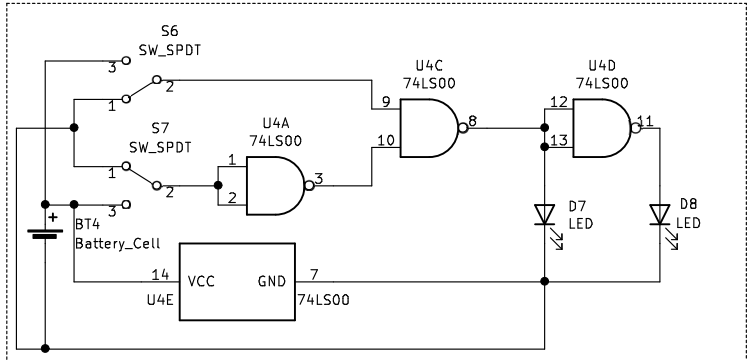 S6
SW_SPDT
3
2
1
S7
SW_SPDT
1
2
3
U4A
74LS00
1
2
3
U4C
74LS00
9
10
8
U4D
74LS00
12
13
11
+
BT4
Battery_Cell
D7
LED
D8
LED
14
VCC
GND
7
U4E
74LS00